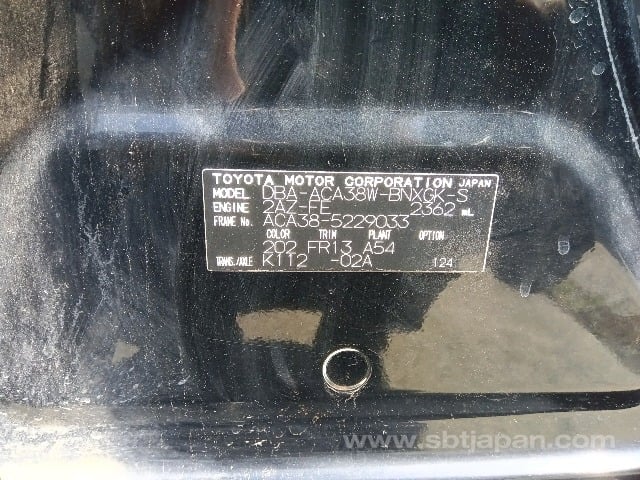 TOYOTA MOTOR CORPORATION JAPAN
MODEL DBA-ACA38W-BNXGK-S
ENGINE 2AZ-FE 2362 mL
FRAME No. ACA38-5229033
COLOR TRIM PLANT OPTION
202 FR13 A54
TRANS./AXLE K112 -02A 124
www.sbtjapan.com